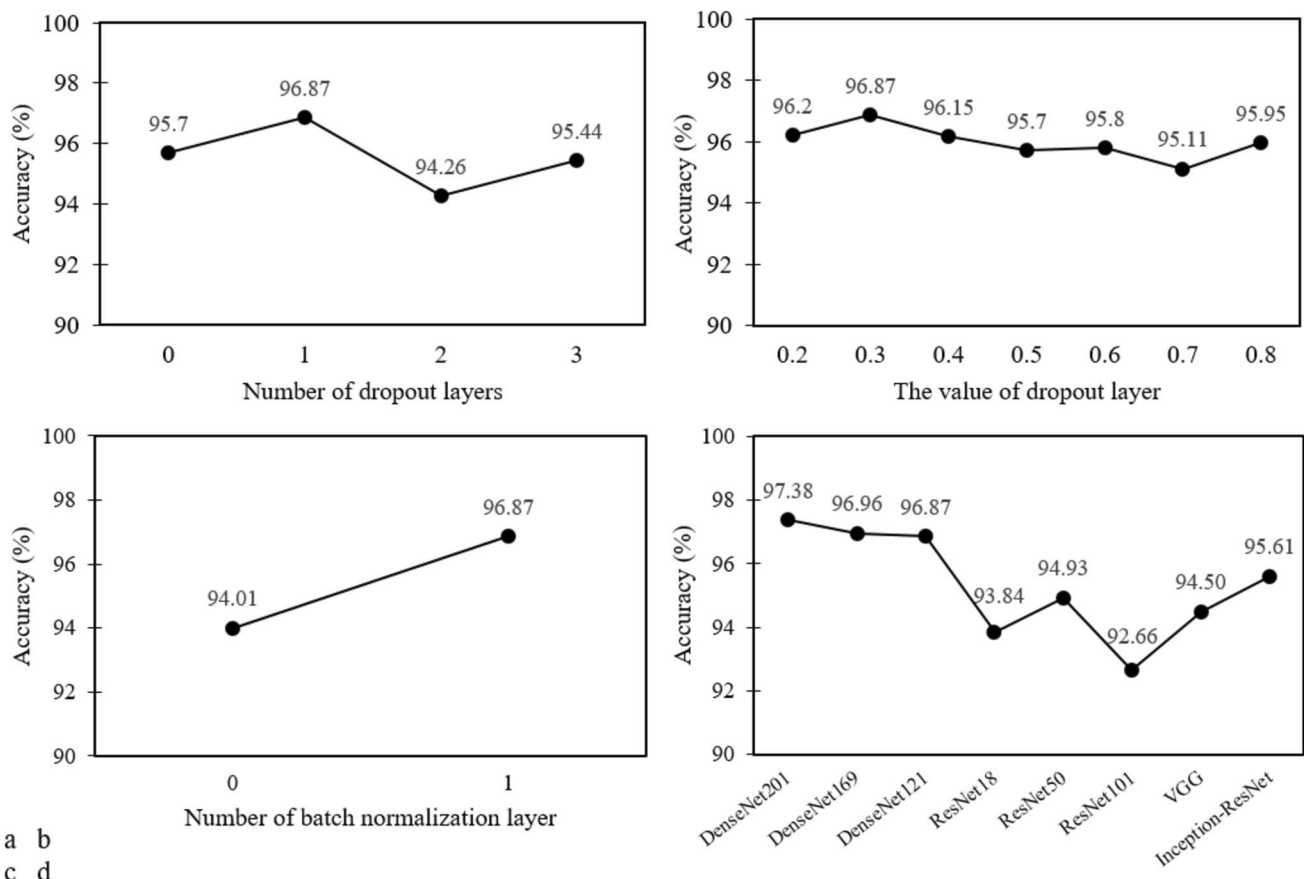 100
98
96
94
92
90
Accuracy (%)
95.7
96.87
94.26
95.44
0 1 2 3
Number of dropout layers
100
98
96
94
92
90
Accuracy (%)
96.2
96.87
96.15
95.7
95.8
95.11
95.95
0.2 0.3 0.4 0.5 0.6 0.7 0.8
The value of dropout layer
100
98
96
94
92
90
Accuracy (%)
94.01
96.87
0 1
Number of batch normalization layer
100
98
96
94
92
90
Accuracy (%)
97.38
96.96
96.87
93.84
94.93
92.66
94.50
95.61
DenseNet201
DenseNet169
DenseNet121
ResNet18
ResNet50
ResNet101
VGG
Inception-ResNet
a b
c d